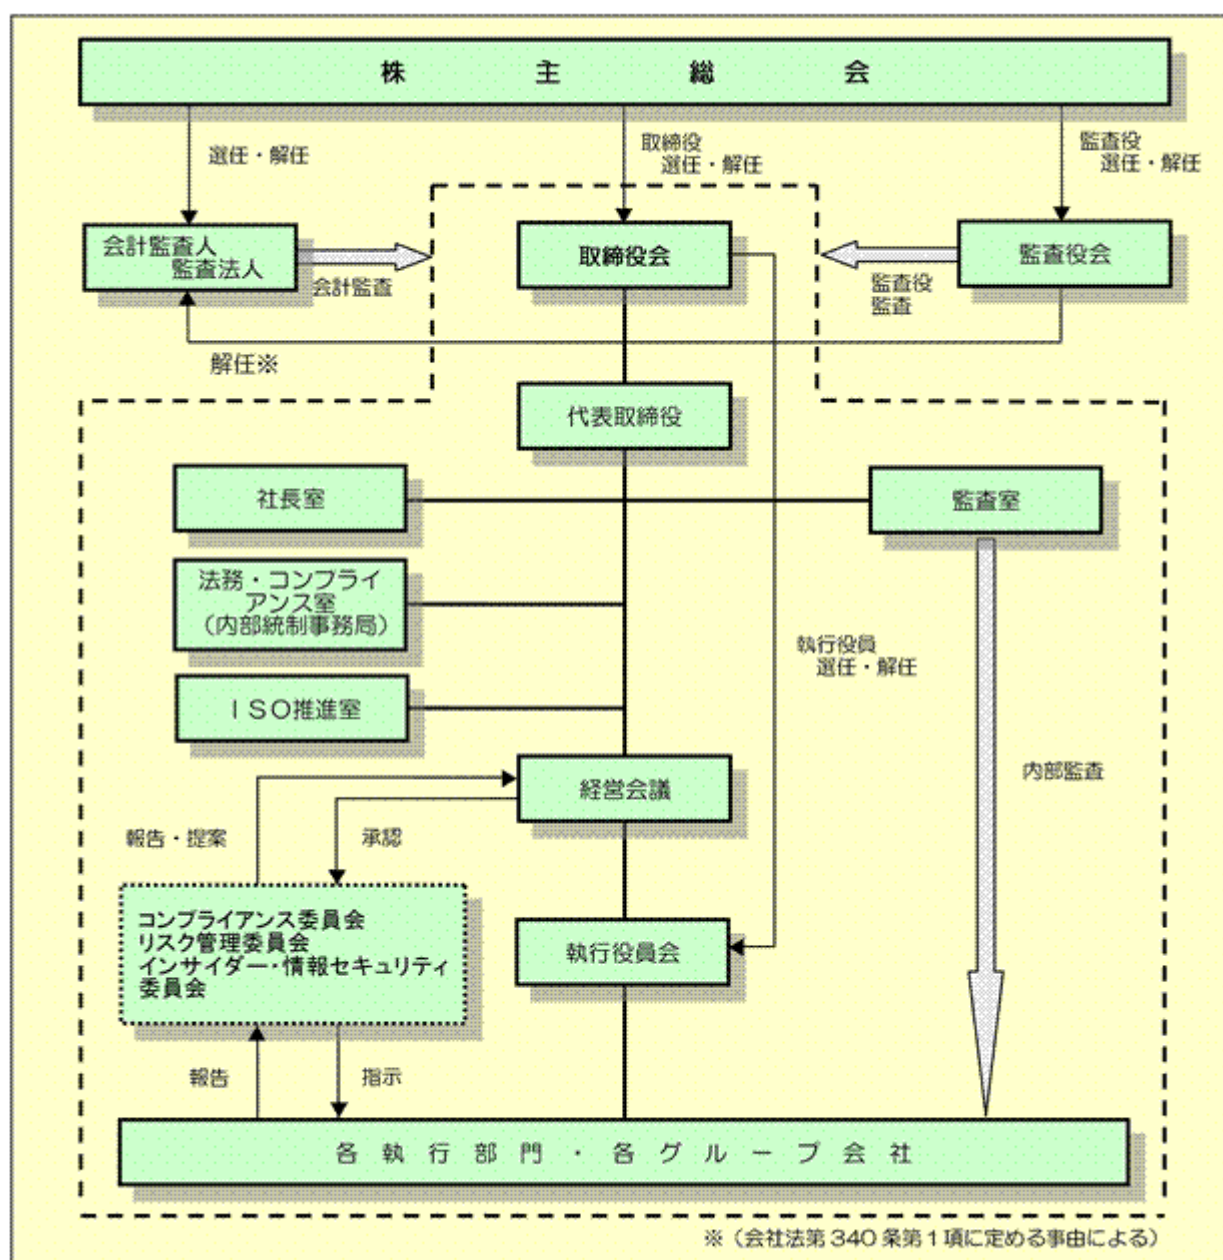 株主総会
選任・解任
取締役
選任・解任
監査役
選任・解任
会計監査人
監査法人
会計監査
取締役会
監査役
監査
監査役会
解任※
代表取締役
社長室
監査室
法務・コンプライ
アンス室
（内部統制事務局）
執行役員
選任・解任
ＩＳＯ推進室
内部監査
経営会議
報告・提案
承認
コンプライアンス委員会
リスク管理委員会
インサイダー・情報セキュリティ
委員会
執行役員会
報告
指示
各執行部門・各グループ会社
※（会社法第340条第1項に定める事由による）